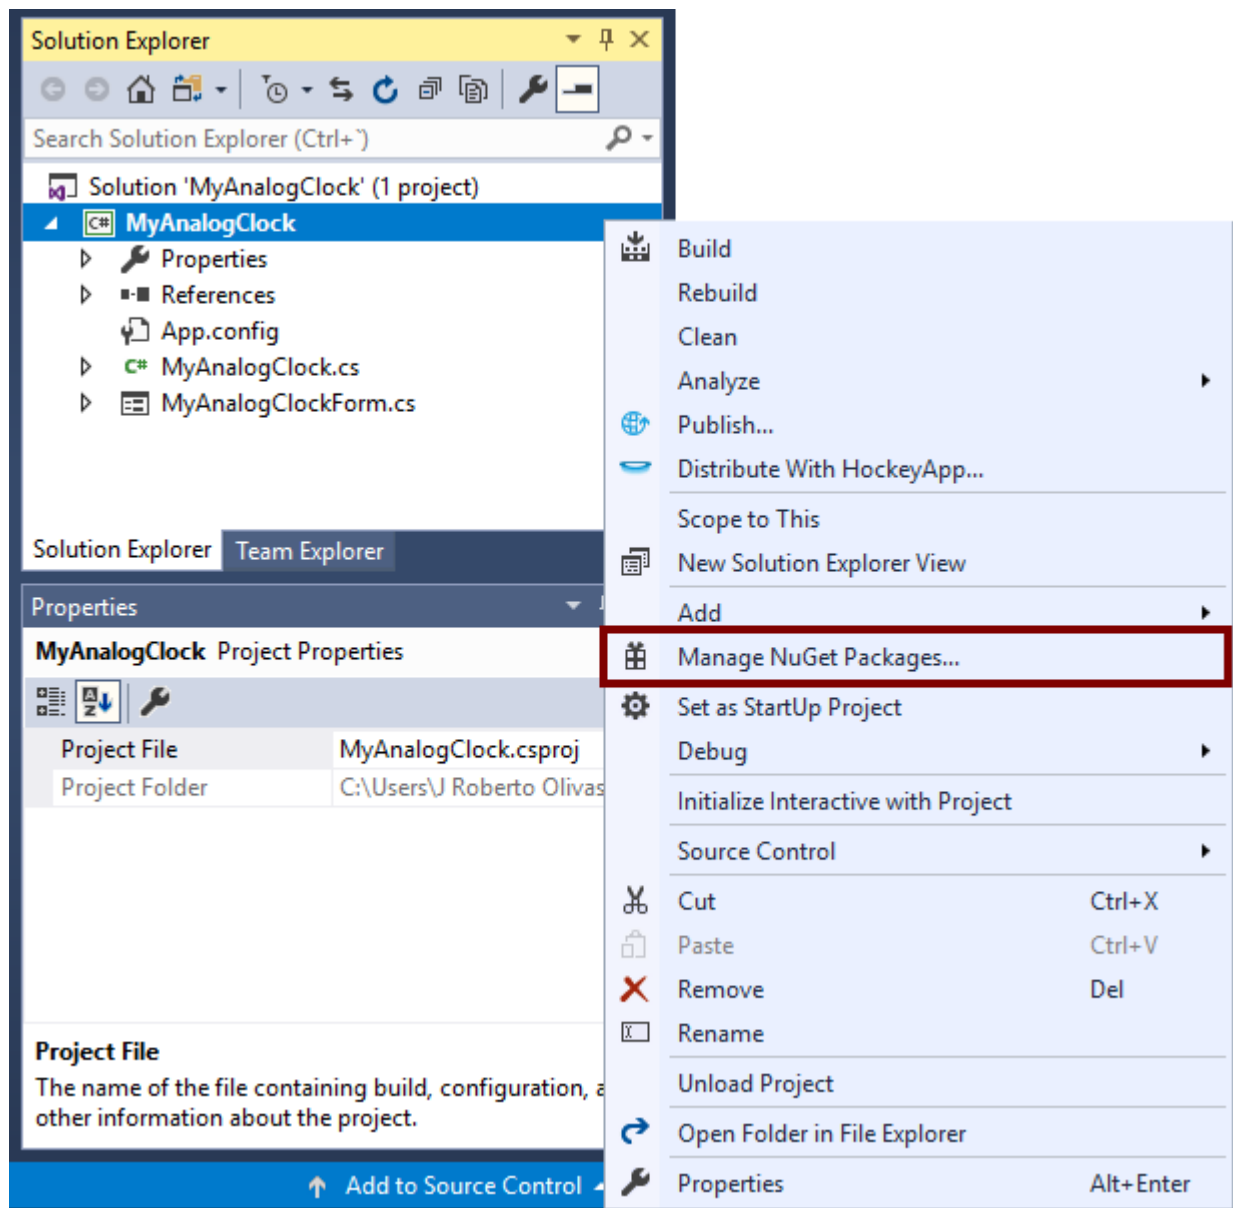 Solution Explorer
Search Solution Explorer (Ctrl+`)
Solution 'MyAnalogClock' (1 project)
C# MyAnalogClock
Properties
References
App.config
C# MyAnalogClock.cs
MyAnalogClockForm.cs
Solution Explorer Team Explorer
Properties
MyAnalogClock Project Properties
Project File MyAnalogClock.csproj
Project Folder C:\Users\J Roberto Olivas
Project File
The name of the file containing build, configuration, a
other information about the project.
Add to Source Control
Build
Rebuild
Clean
Analyze
Publish...
Distribute With HockeyApp...
Scope to This
New Solution Explorer View
Add
Manage NuGet Packages...
Set as StartUp Project
Debug
Initialize Interactive with Project
Source Control
Cut Ctrl+X
Paste Ctrl+V
Remove Del
Rename
Unload Project
Open Folder in File Explorer
Properties Alt+Enter